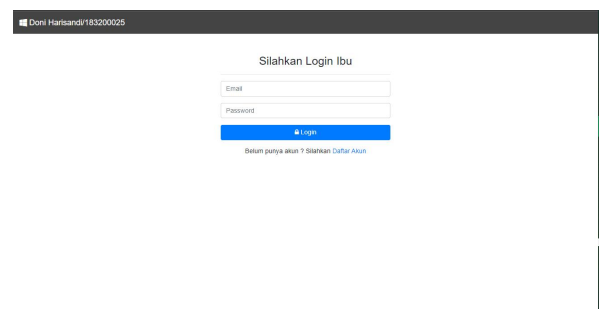 Doni Harisandi/183200025
Silahkan Login Ibu
Email
Password
Login
Belum punya akun ? Silahkan Daftar Akun